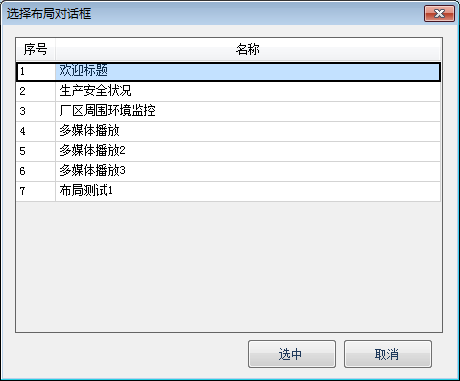 选择布局对话框
序号 名称
1 欢迎标题
2 生产安全状况
3 厂区周围环境监控
4 多媒体播放
5 多媒体播放2
6 多媒体播放3
7 布局测试1
选中 取消